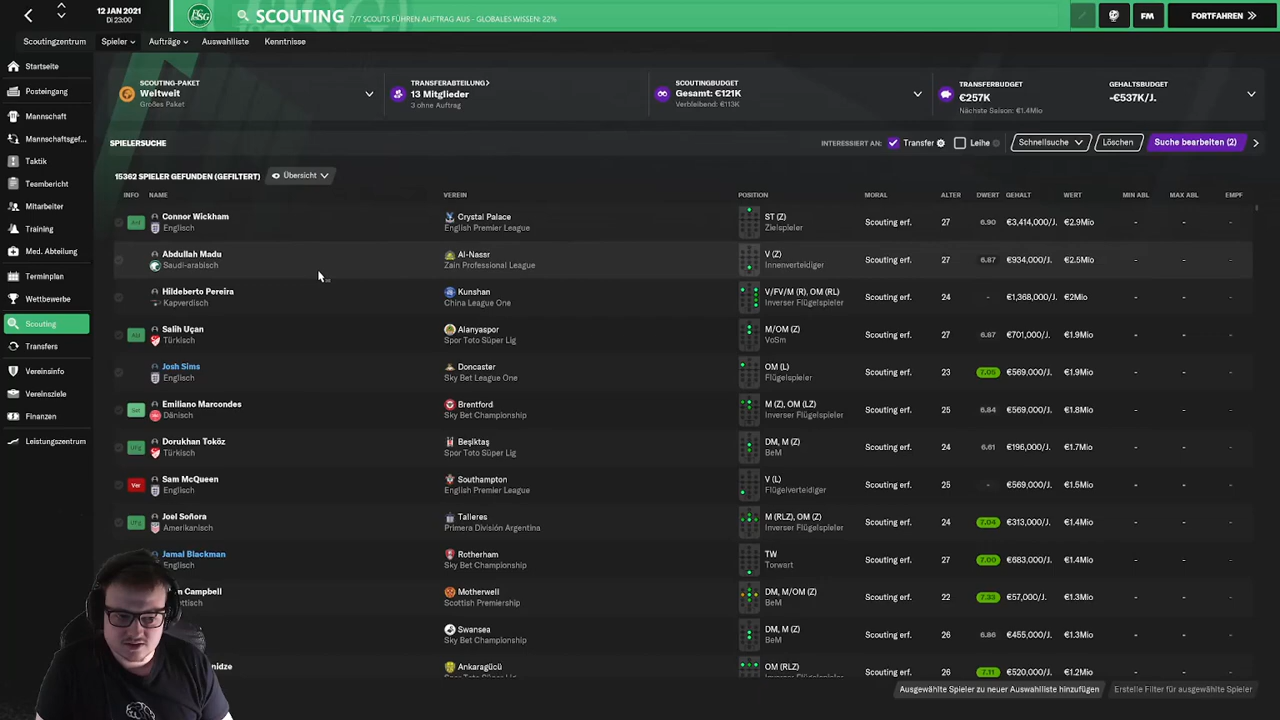 12 JAN 2021
DI 23:00
FCSG
SCOUTING
7/7 SCOUTS FÜHREN AUFTRAG AUS - GLOBALES WISSEN: 22%
FM
FORTFAHREN
Scoutingzentrum
Spieler
Aufträge
Auswahlliste
Kenntnisse
Startseite
Posteingang
Mannschaft
Mannschaftsgef...
Taktik
Teambericht
Mitarbeiter
Training
Med. Abteilung
Terminplan
Wettbewerbe
Scouting
Transfers
Vereininfo
Vereinsziele
Finanzen
Leistungszentrum
SCOUTING-PAKET
Weltweit
Großes Paket
TRANSFERABTEILUNG
13 Mitglieder
3 ohne Auftrag
SCOUTINGBUDGET
Gesamt: €121K
Verbleibend: €113K
TRANSFERBUDGET
€257K
Nächste Saison: €1.4Mio
GEHALTSBUDGET
-€537K/J.
SPIELERSUCHE
INTERESSIERT AN:
Transfer
Leihe
Schnellsuche
Löschen
Suche bearbeiten (2)
15362 SPIELER GEFUNDEN (GEFILTERT)
Übersicht
INFO NAME VEREIN POSITION MORAL ALTER DWERT GEHALT WERT MIN ABL MAX ABL EMPF
Connor Wickham Crystal Palace ST (Z) Scouting erf. 27 6.90 €3,414,000/J. €2.9Mio - - -
Englisch English Premier League Zielspieler
Abdullah Madu Al-Nassr V (Z) Scouting erf. 27 6.87 €934,000/J. €2.5Mio - - -
Saudi-arabisch Zain Professional League Innenverteidiger
Hildeberto Pereira Kunshan V/FV/M (R), OM (RL) Scouting erf. 24 - €1,368,000/J. €2Mio - - -
Kapverdisch China League One Inverser Flügelspieler
Salih Uçan Alanyaspor M/OM (Z) Scouting erf. 27 6.87 €701,000/J. €1.9Mio - - -
Türkisch Spor Toto Süper Lig VoSm
Josh Sims Doncaster OM (L) Scouting erf. 23 7.05 €569,000/J. €1.9Mio - - -
Englisch Sky Bet League One Flügelspieler
Emiliano Marcondes Brentford M (Z), OM (LZ) Scouting erf. 25 6.84 €569,000/J. €1.8Mio - - -
Dänisch Sky Bet Championship Inverser Flügelspieler
Dorukhan Toköz Beşiktaş DM, M (Z) Scouting erf. 24 6.61 €196,000/J. €1.7Mio - - -
Türkisch Spor Toto Süper Lig BeM
Ver Sam McQueen Southampton V (L) Scouting erf. 25 - €569,000/J. €1.5Mio - - -
Englisch English Premier League Flügelverteidiger
Joel Soñora Talleres M (RLZ), OM (Z) Scouting erf. 24 7.04 €313,000/J. €1.4Mio - - -
Amerikanisch Primera División Argentina Inverser Flügelspieler
Jamal Blackman Rotherham TW Scouting erf. 27 7.00 €683,000/J. €1.4Mio - - -
Englisch Sky Bet Championship Torwart
Campbell Motherwell DM, M/OM (Z) Scouting erf. 22 7.33 €57,000/J. €1.3Mio - - -
Scottish Premiership BeM
Swansea DM, M (Z) Scouting erf. 26 6.86 €455,000/J. €1.3Mio - - -
Sky Bet Championship BeM
Ankaragücü OM (RLZ) Scouting erf. 26 7.11 €520,000/J. €1.2Mio - - -
Ausgewählte Spieler zu neuer Auswahlliste hinzufügen
Erstelle Filter für ausgewählte Spieler